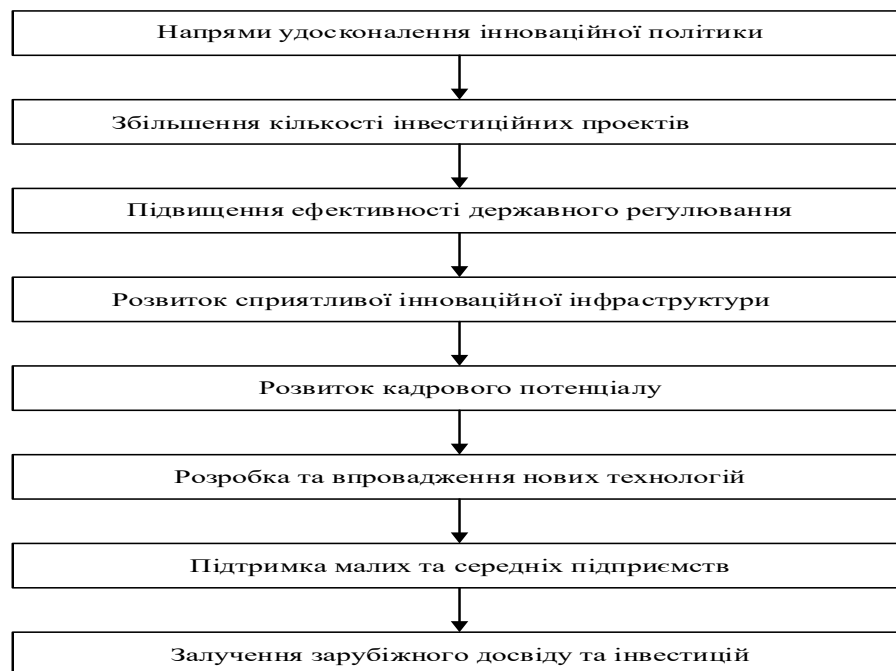 Напрями удосконалення інноваційної політики
Збільшення кількості інвестиційних проектів
Підвищення ефективності державного регулювання
Розвиток сприятливої інноваційної інфраструктури
Розвиток кадрового потенціалу
Розробка та впровадження нових технологій
Підтримка малих та середніх підприємств
Залучення зарубіжного досвіду та інвестицій